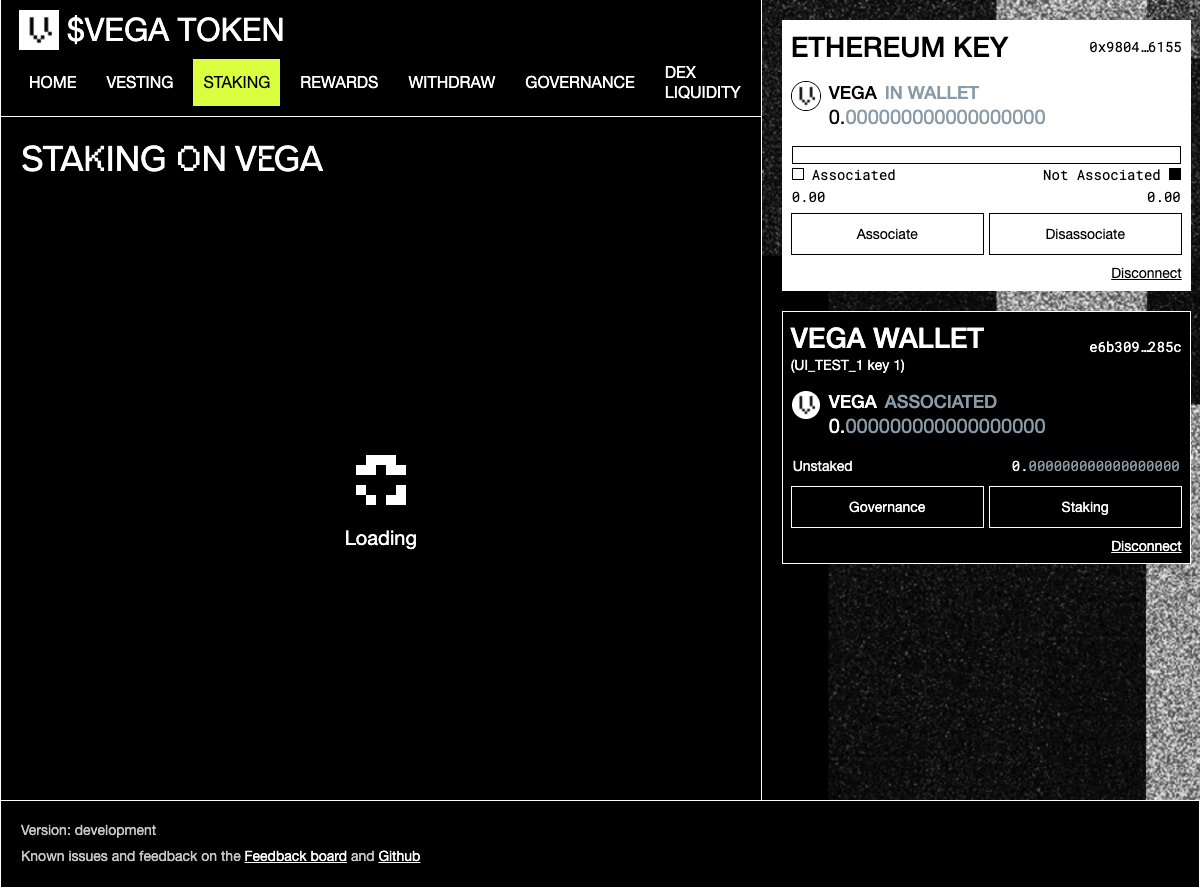 $VEGA TOKEN
HOME VESTING STAKING REWARDS WITHDRAW GOVERNANCE DEX LIQUIDITY
STAKING ON VEGA
Loading
ETHEREUM KEY 0x9804…6155
VEGA IN WALLET
0.000000000000000000
Associated Not Associated
0.00 0.00
Associate Disassociate
Disconnect
VEGA WALLET e6b309…285c
(UI_TEST_1 key 1)
VEGA ASSOCIATED
0.000000000000000000
Unstaked 0.000000000000000000
Governance Staking
Disconnect
Version: development
Known issues and feedback on the Feedback board and Github